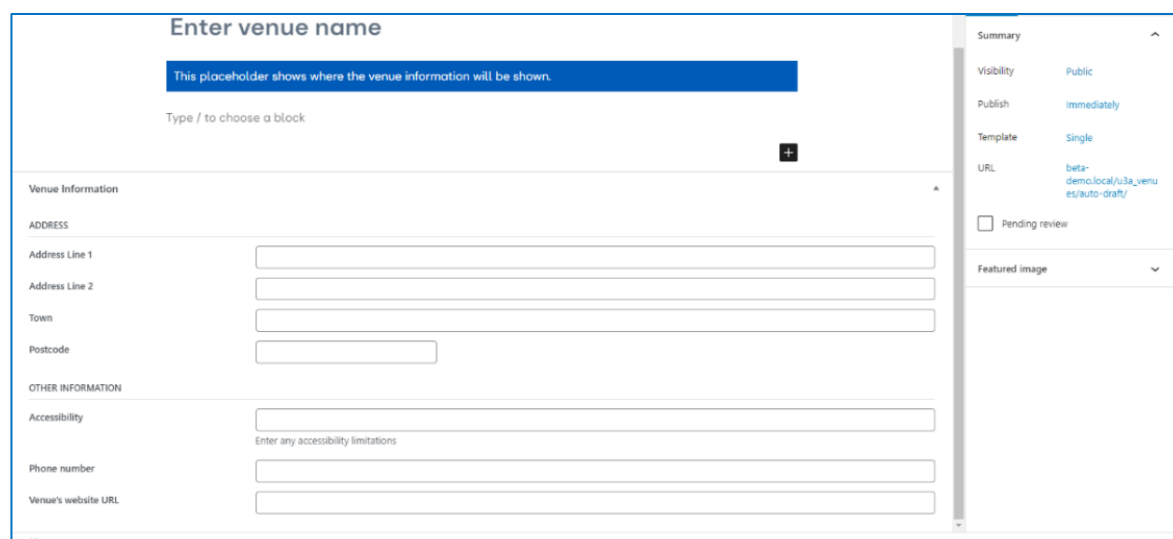 Enter venue name
This placeholder shows where the venue information will be shown.
Type / to choose a block
Venue Information
ADDRESS
Address Line 1
Address Line 2
Town
Postcode
OTHER INFORMATION
Accessibility
Enter any accessibility limitations
Phone number
Venue's website URL
Summary
Visibility Public
Publish Immediately
Template Single
URL beta-
demo.local/u3a_venu
es/auto-draft/
Pending review
Featured image